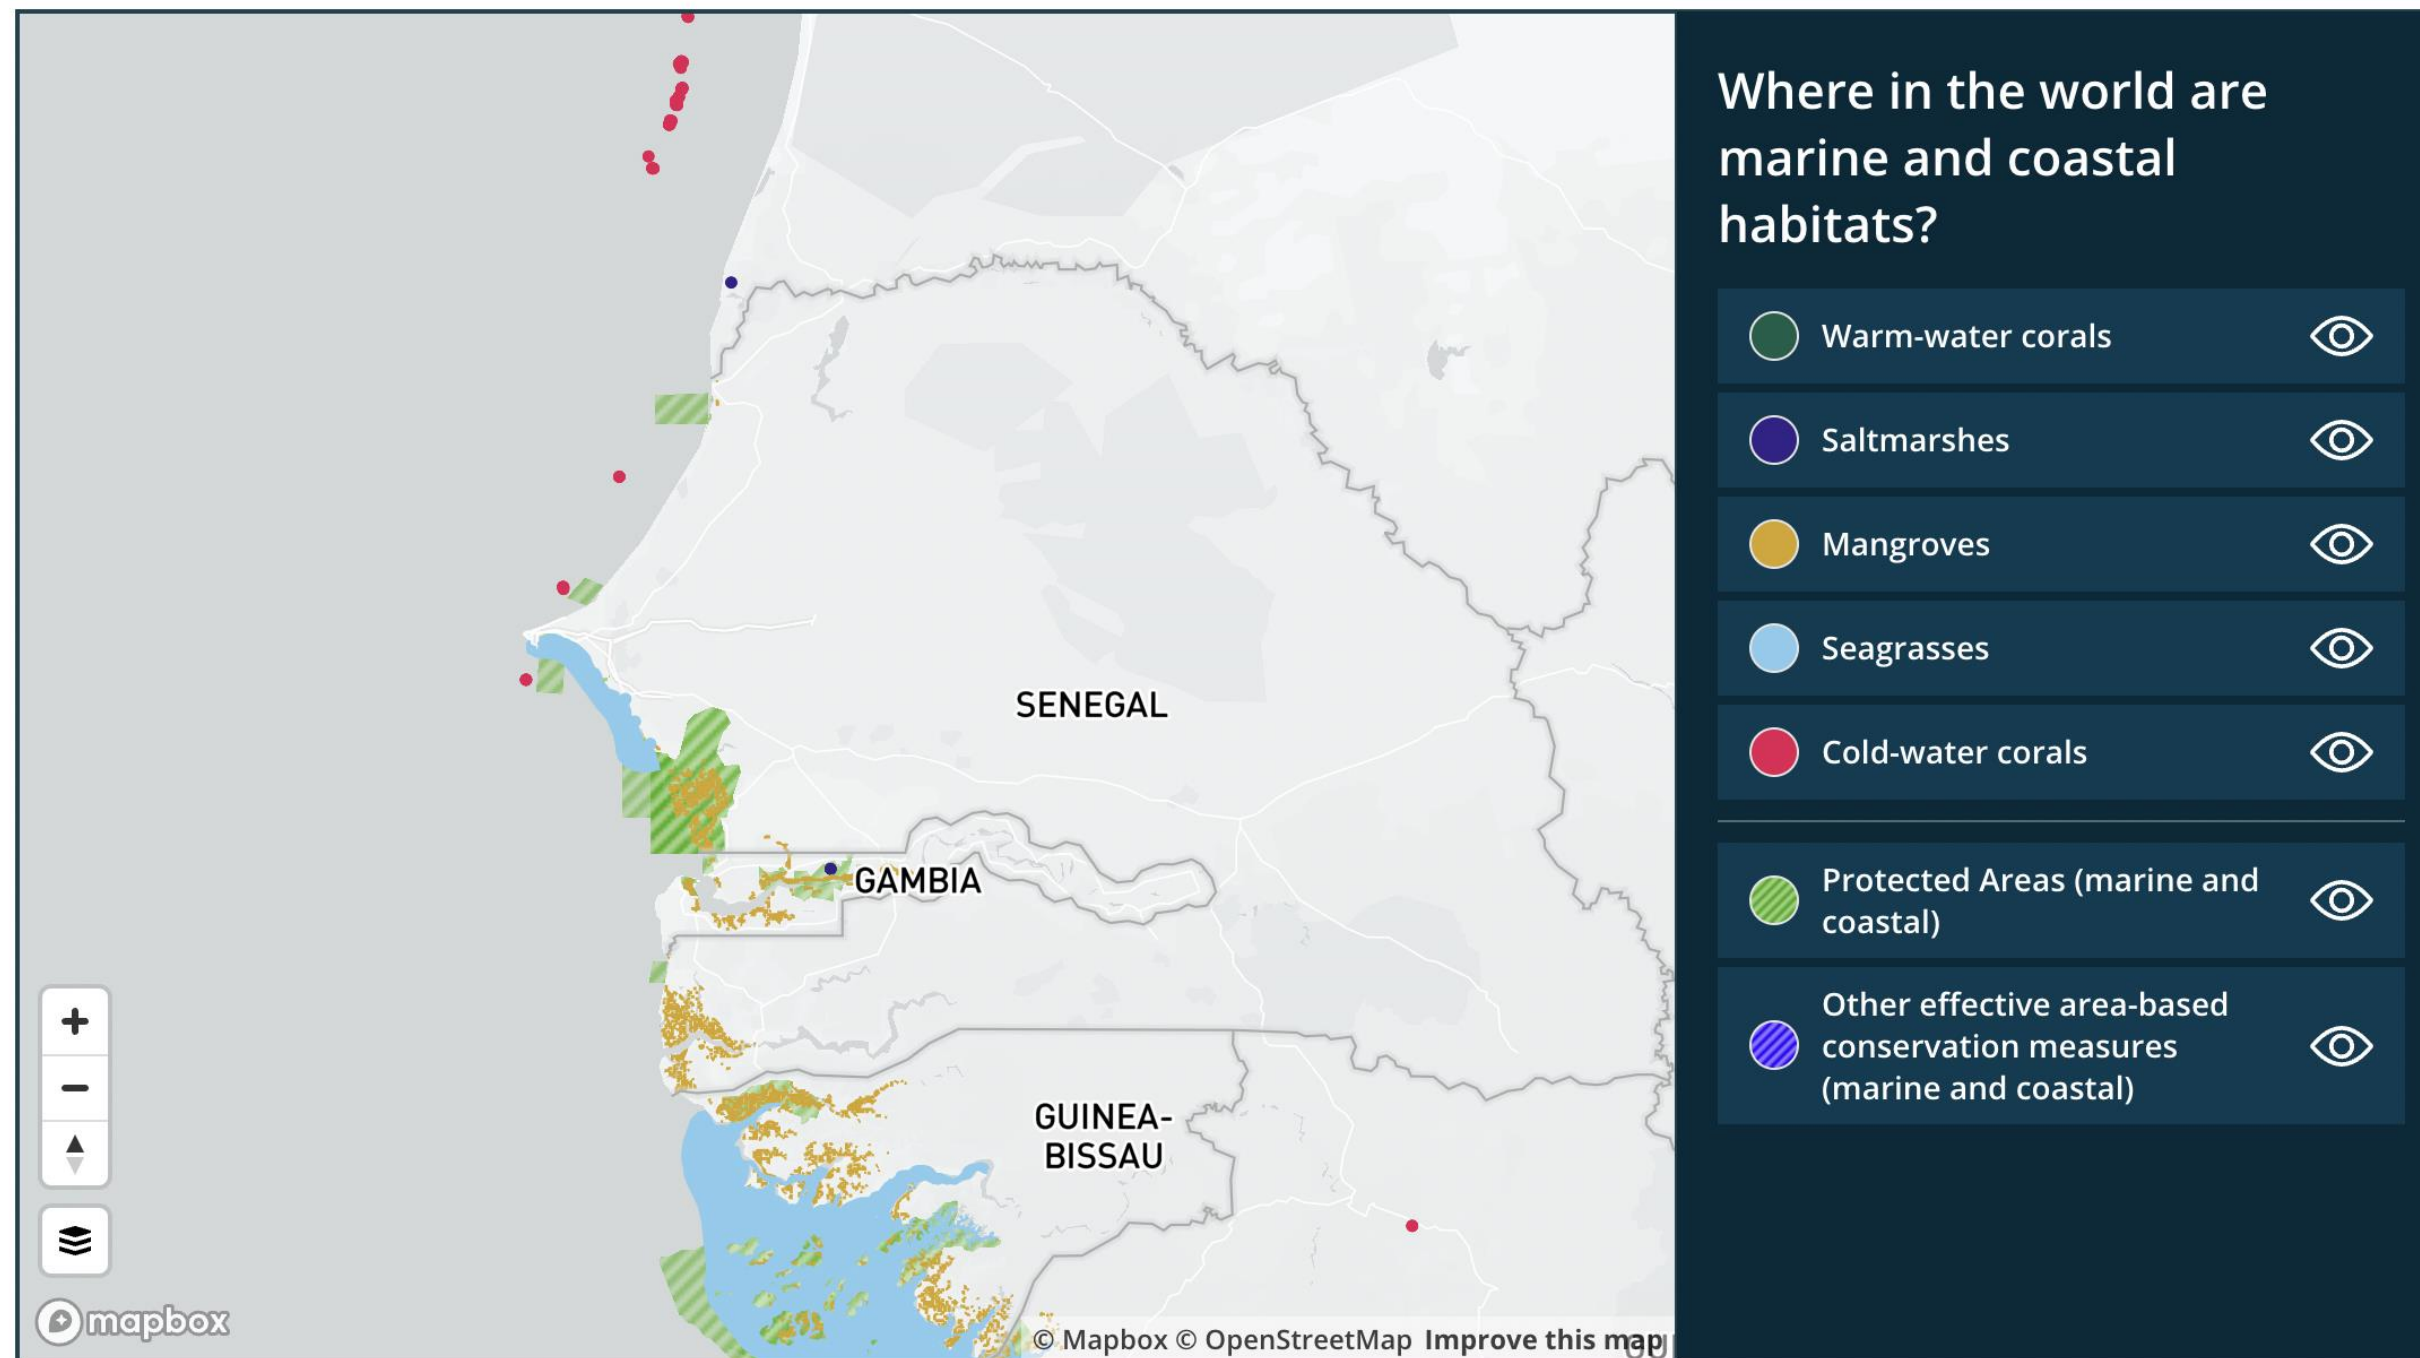 Where in the world are
marine and coastal
habitats?
Warm-water corals
Saltmarshes
Mangroves
Seagrasses
Cold-water corals
Protected Areas (marine and
coastal)
Other effective area-based
conservation measures
(marine and coastal)
SENEGAL
GAMBIA
GUINEA-
BISSAU
mapbox
© Mapbox © OpenStreetMap Improve this map